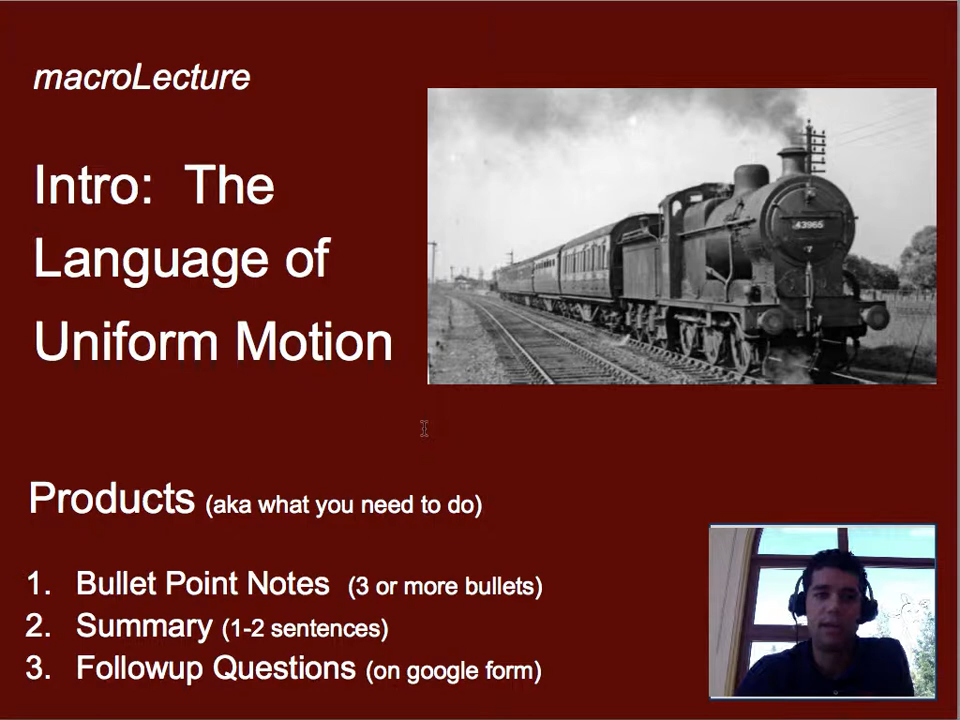 macroLecture
Intro: The
Language of
Uniform Motion
43965
Products (aka what you need to do)
1. Bullet Point Notes (3 or more bullets)
2. Summary (1-2 sentences)
3. Followup Questions (on google form)